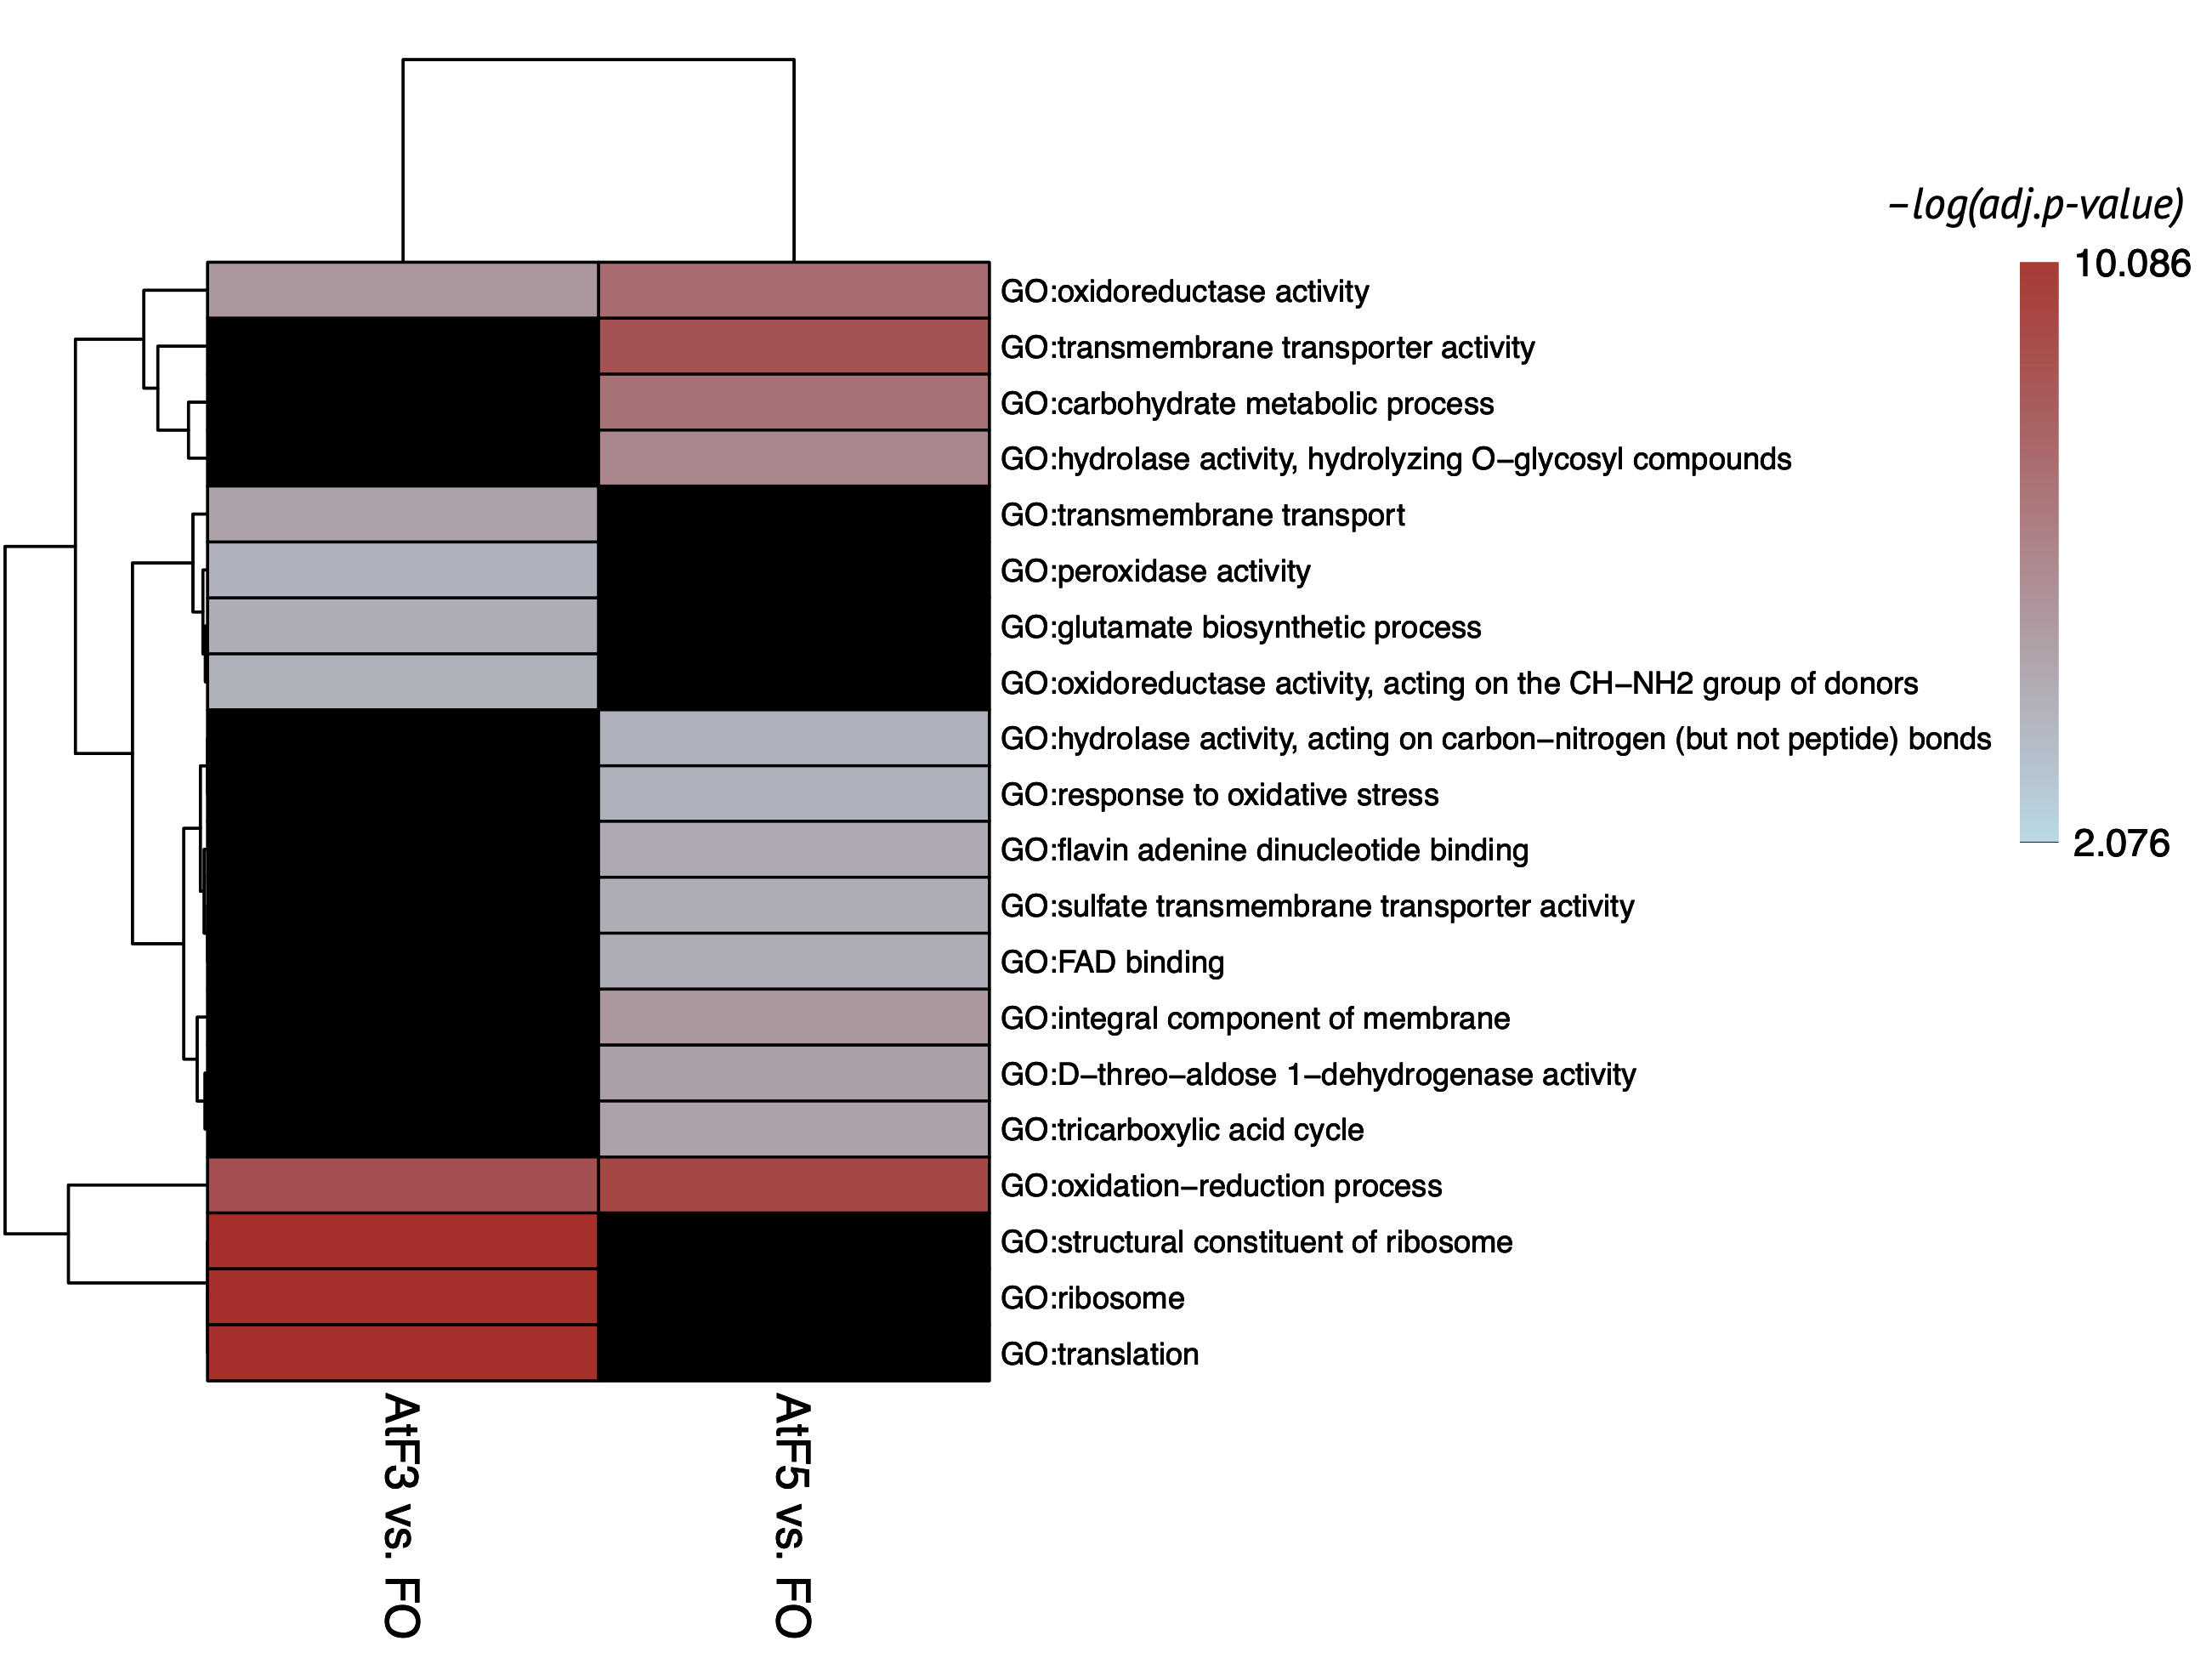 −log(adj.p-value)
10.086
2.076
GO:oxidoreductase activity
GO:transmembrane transporter activity
GO:carbohydrate metabolic process
GO:hydrolase activity, hydrolyzing O−glycosyl compounds
GO:transmembrane transport
GO:peroxidase activity
GO:glutamate biosynthetic process
GO:oxidoreductase activity, acting on the CH−NH2 group of donors
GO:hydrolase activity, acting on carbon−nitrogen (but not peptide) bonds
GO:response to oxidative stress
GO:flavin adenine dinucleotide binding
GO:sulfate transmembrane transporter activity
GO:FAD binding
GO:integral component of membrane
GO:D−threo−aldose 1−dehydrogenase activity
GO:tricarboxylic acid cycle
GO:oxidation−reduction process
GO:structural constituent of ribosome
GO:ribosome
GO:translation
AtF3 vs. FO
AtF5 vs. FO